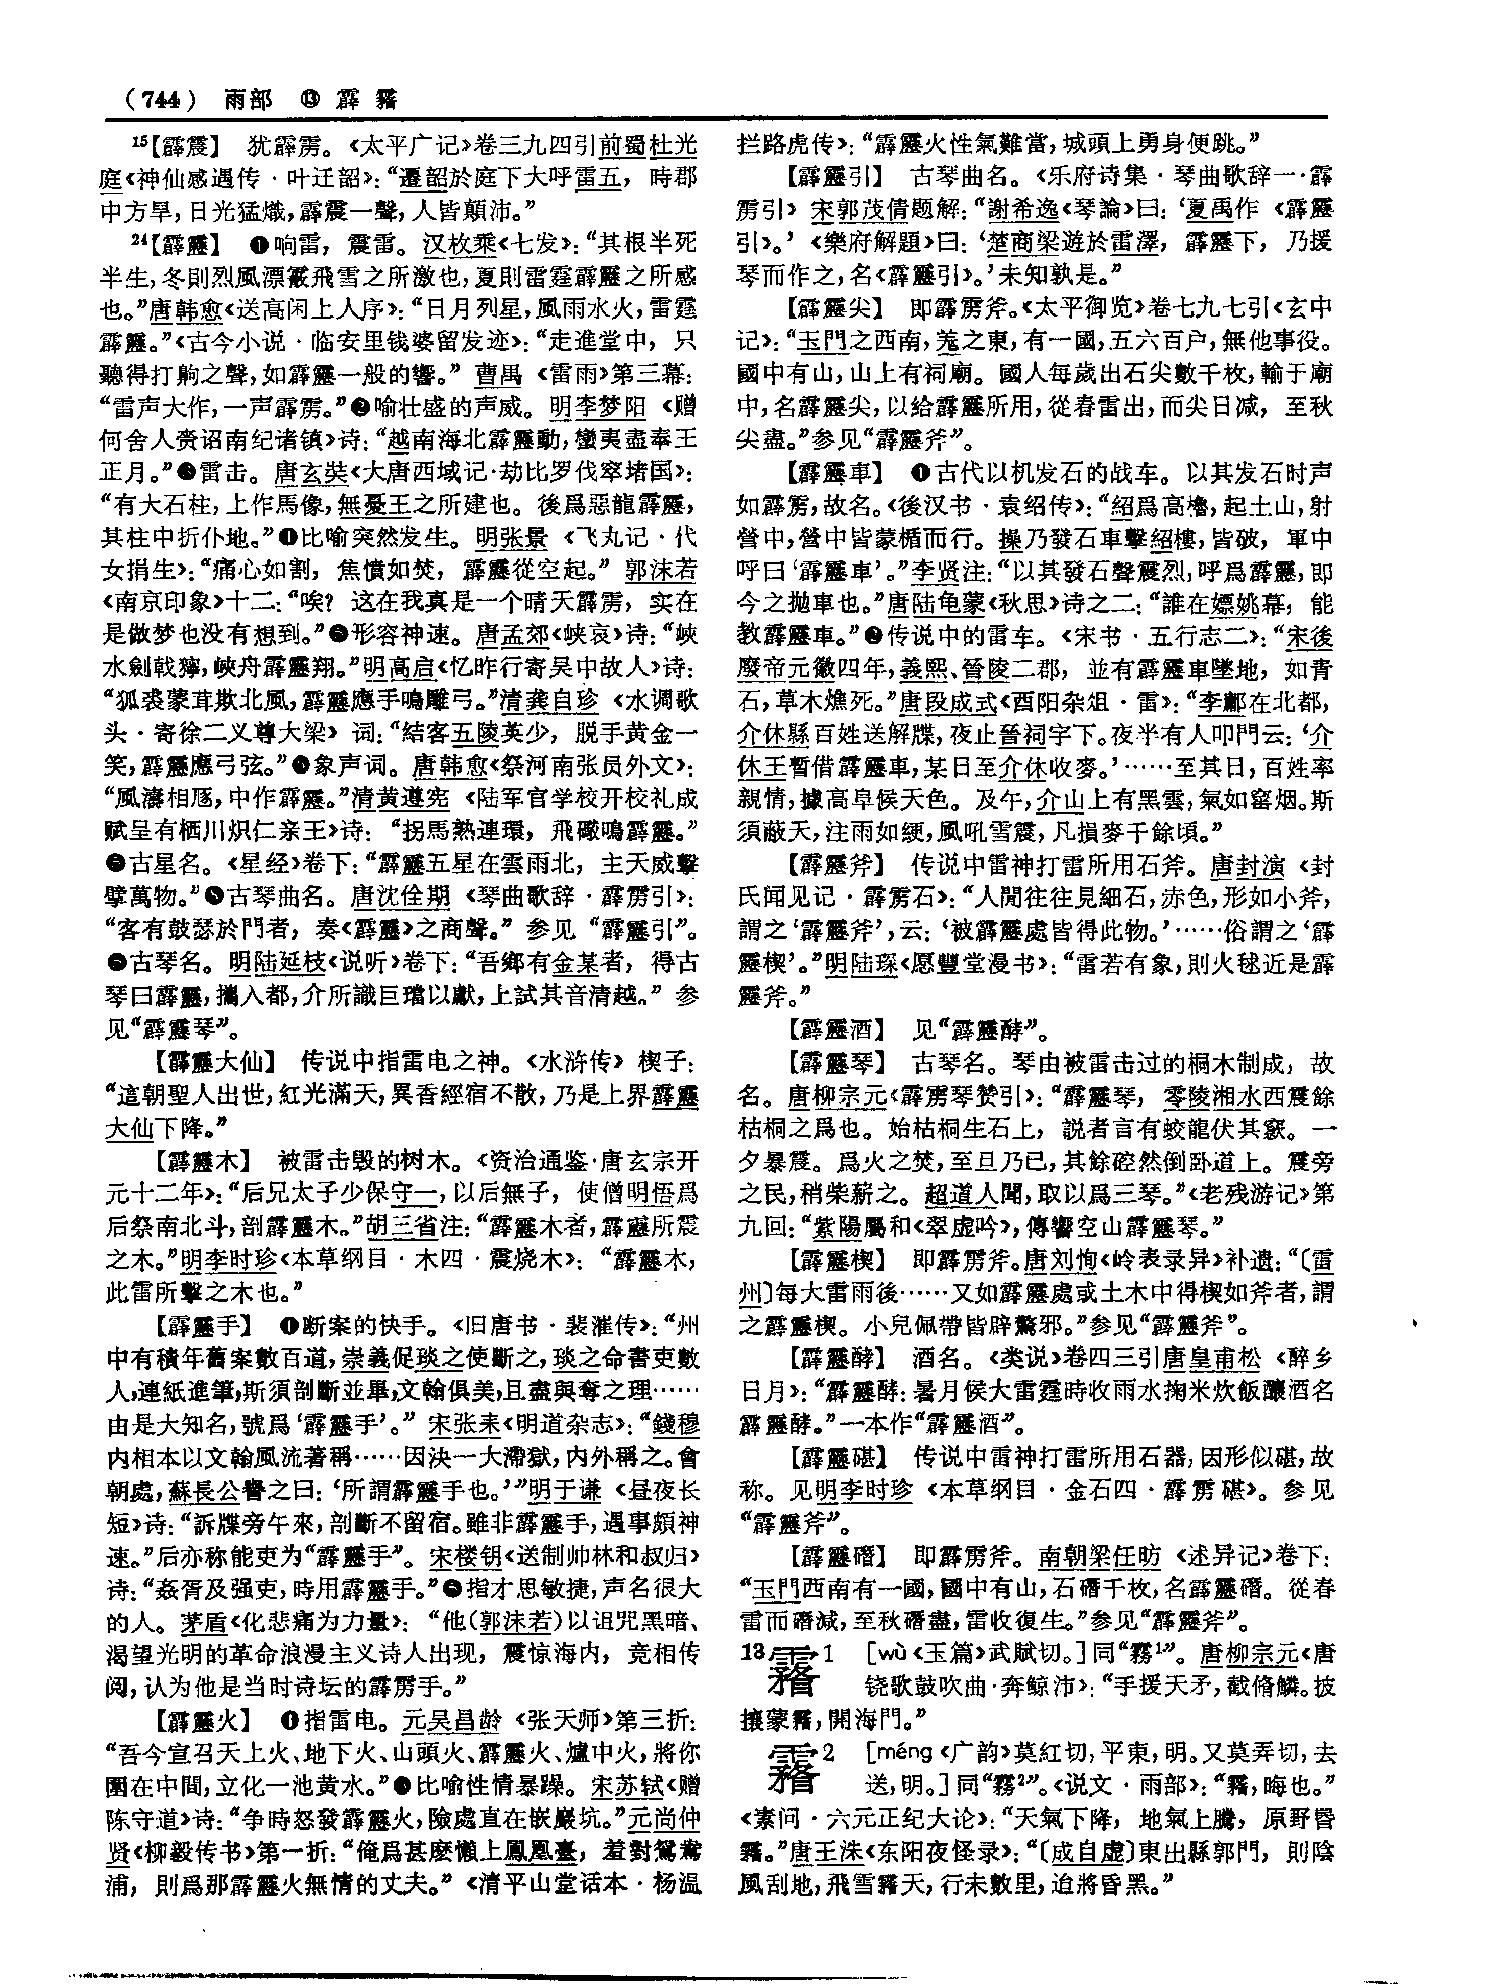 (744) 雨部 ⓭ 霹 霿
15【霹震】 犹霹雳。《太平广记》卷三九四引前蜀杜光
庭《神仙感遇传·叶迁韶》：“遷韶於庭下大呼雷五，時郡
中方旱，日光猛熾，霹震一聲，人皆顛沛。”
24【霹靂】 ❶响雷，震雷。汉枚乘《七发》：“其根半死
半生，冬則烈風漂霰飛雪之所激也，夏則雷霆霹靂之所感
也。”唐韩愈《送高闲上人序》：“日月列星，風雨水火，雷霆
霹靂。”《古今小说·临安里钱婆留发迹》：“走進堂中，只
聽得打齁之聲，如霹靂一般的響。”曹禺《雷雨》第三幕：
“雷声大作，一声霹雳。”❷喻壮盛的声威。明李梦阳《赠
何舍人赍诏南纪诸镇》诗：“越南海北霹靂動，蠻夷盡奉王
正月。”❸雷击。唐玄奘《大唐西域记·劫比罗伐窣堵国》：
“有大石柱，上作馬像，無憂王之所建也。後爲惡龍霹靂，
其柱中折仆地。”❹比喻突然发生。明张景《飞丸记·代
女捐生》：“痛心如割，焦憤如焚，霹靂從空起。”郭沫若
《南京印象》十二：“唉？这在我真是一个晴天霹雳，实在
是做梦也没有想到。”❺形容神速。唐孟郊《峡哀》诗：“峽
水劍戟獰，峽舟霹靂翔。”明高启《忆昨行寄吴中故人》诗：
“狐裘蒙茸欺北風，霹靂應手鳴雕弓。”清龚自珍《水调歌
头·寄徐二义尊大梁》词：“結客五陵英少，脱手黄金一
笑，霹靂應弓弦。”❻象声词。唐韩愈《祭河南张员外文》：
“風濤相豗，中作霹靂。”清黄遵宪《陆军官学校开校礼成
赋呈有栖川炽仁亲王》诗：“拐馬熟連環，飛礮鳴霹靂。”
❼古星名。《星经》卷下：“霹靂五星在雲雨北，主天威擊
擘萬物。”❽古琴曲名。唐沈佺期《琴曲歌辞·霹雳引》：
“客有鼓瑟於門者，奏《霹靂》之商聲。”参见“霹靂引”。
❾古琴名。明陆延枝《说听》卷下：“吾鄉有金某者，得古
琴曰霹靂，攜入都，介所識巨璫以獻，上試其音清越。”参
见“霹靂琴”。
【霹靂大仙】 传说中指雷电之神。《水浒传》楔子：
“這朝聖人出世，紅光滿天，異香經宿不散，乃是上界霹靂
大仙下降。”
【霹靂木】 被雷击毁的树木。《资治通鉴·唐玄宗开
元十二年》：“后兄太子少保守一，以后無子，使僧明悟爲
后祭南北斗，剖霹靂木。”胡三省注：“霹靂木者，霹靂所震
之木。”明李时珍《本草纲目·木四·震烧木》：“霹靂木，
此雷所擊之木也。”
【霹靂手】 ❶断案的快手。《旧唐书·裴漼传》：“州
中有積年舊案數百道，崇義促琰之使斷之，琰之命書吏數
人，連紙進筆，斯須剖斷並畢，文翰俱美，且盡與奪之理……
由是大知名，號爲‘霹靂手’。”宋张耒《明道杂志》：“錢穆
内相本以文翰風流著稱……因決一大滯獄，内外稱之。會
朝處，蘇長公譽之曰：‘所謂霹靂手也。’”明于谦《昼夜长
短》诗：“訴牒旁午來，剖斷不留宿。雖非霹靂手，遇事頗神
速。”后亦称能吏为“霹靂手”。宋楼钥《送制帅林和叔归》
诗：“姦胥及强吏，時用霹靂手。”❷指才思敏捷，声名很大
的人。茅盾《化悲痛为力量》：“他（郭沫若）以诅咒黑暗、
渴望光明的革命浪漫主义诗人出现，震惊海内，竞相传
阅，认为他是当时诗坛的霹雳手。”
【霹靂火】 ❶指雷电。元吴昌龄《张天师》第三折：
“吾今宣召天上火、地下火、山頭火、霹靂火、爐中火，將你
圍在中間，立化一池黄水。”❷比喻性情暴躁。宋苏轼《赠
陈守道》诗：“争時怒發霹靂火，險處直在嵌巖坑。”元尚仲
贤《柳毅传书》第一折：“俺爲甚麽懶上鳳凰臺，羞對鴛鴦
浦，則爲那霹靂火無情的丈夫。”《清平山堂话本·杨温
拦路虎传》：“霹靂火性氣難當，城頭上勇身便跳。”
【霹靂引】 古琴曲名。《乐府诗集·琴曲歌辞一·霹
雳引》宋郭茂倩题解：“謝希逸《琴論》曰：‘夏禹作《霹靂
引》。’《樂府解題》曰：‘楚商梁遊於雷澤，霹靂下，乃援
琴而作之，名《霹靂引》。’未知孰是。”
【霹靂尖】 即霹雳斧。《太平御览》卷七九七引《玄中
记》：“玉門之西南，羌之東，有一國，五六百户，無他事役。
國中有山，山上有祠廟。國人每歲出石尖數千枚，輸于廟
中，名霹靂尖，以給霹靂所用，從春雷出，而尖日减，至秋
尖盡。”参见“霹靂斧”。
【霹靂車】 ❶古代以机发石的战车。以其发石时声
如霹雳，故名。《後汉书·袁绍传》：“紹爲高櫓，起土山，射
營中，營中皆蒙楯而行。操乃發石車擊紹樓，皆破，軍中
呼曰‘霹靂車’。”李贤注：“以其發石聲震烈，呼爲霹靂，即
今之抛車也。”唐陆龟蒙《秋思》诗之二：“誰在嫖姚幕，能
教霹靂車。”❷传说中的雷车。《宋书·五行志二》：“宋後
廢帝元徽四年，義熙、晉陵二郡，並有霹靂車墜地，如青
石，草木燋死。”唐段成式《酉阳杂俎·雷》：“李鄘在北都，
介休縣百姓送解牒，夜止晉祠宇下。夜半有人叩門云：‘介
休王暫借霹靂車，某日至介休收麥。’……至其日，百姓率
親情，據高阜候天色。及午，介山上有黑雲，氣如窰烟。斯
須蔽天，注雨如綆，風吼雪震，凡損麥千餘頃。”
【霹靂斧】 传说中雷神打雷所用石斧。唐封演《封
氏闻见记·霹雳石》：“人閒往往見細石，赤色，形如小斧，
謂之‘霹靂斧’，云：‘被霹靂處皆得此物。’……俗謂之‘霹
靂楔’。”明陆琛《愿豐堂漫书》：“雷若有象，則火毬近是霹
靂斧。”
【霹靂酒】 见“霹靂酵”。
【霹靂琴】 古琴名。琴由被雷击过的桐木制成，故
名。唐柳宗元《霹雳琴赞引》：“霹靂琴，零陵湘水西震餘
枯桐之爲也。始枯桐生石上，説者言有蛟龍伏其窾。一
夕暴震。爲火之焚，至旦乃已，其餘硿然倒卧道上。震旁
之民，稍柴薪之。超道人聞，取以爲三琴。”《老残游记》第
九回：“紫陽屬和《翠虚吟》，傳響空山霹靂琴。”
【霹靂楔】 即霹雳斧。唐刘恂《岭表录异》补遗：“〔雷
州〕每大雷雨後……又如霹靂處或土木中得楔如斧者，謂
之霹靂楔。小兒佩帶皆辟驚邪。”参见“霹靂斧”。
【霹靂酵】 酒名。《类说》卷四三引唐皇甫松《醉乡
日月》：“霹靂酵：暑月候大雷霆時收雨水掬米炊飯釀酒名
霹靂酵。”一本作“霹靂酒”。
【霹靂碪】 传说中雷神打雷所用石器，因形似碪，故
称。见明李时珍《本草纲目·金石四·霹雳碪》。参见
“霹靂斧”。
【霹靂磖】 即霹雳斧。南朝梁任昉《述异记》卷下：
“玉門西南有一國，國中有山，石磖千枚，名霹靂磖。從春
雷而磖減，至秋磖盡，雷收復生。”参见“霹靂斧”。
13霿1 ［wù《玉篇》武賦切。］同“霧1”。唐柳宗元《唐
铙歌鼓吹曲·奔鲸沛》：“手援天矛，截脩鱗。披
攘蒙霿，開海門。”
霿2 ［méng《广韵》莫紅切，平東，明。又莫弄切，去
送，明。］同“霧2”。《说文·雨部》：“霿，晦也。”
《素问·六元正纪大论》：“天氣下降，地氣上騰，原野昏
霿。”唐王洙《东阳夜怪录》：“〔成自虚〕東出縣郭門，則陰
風刮地，飛雪霿天，行未數里，迨將昏黑。”